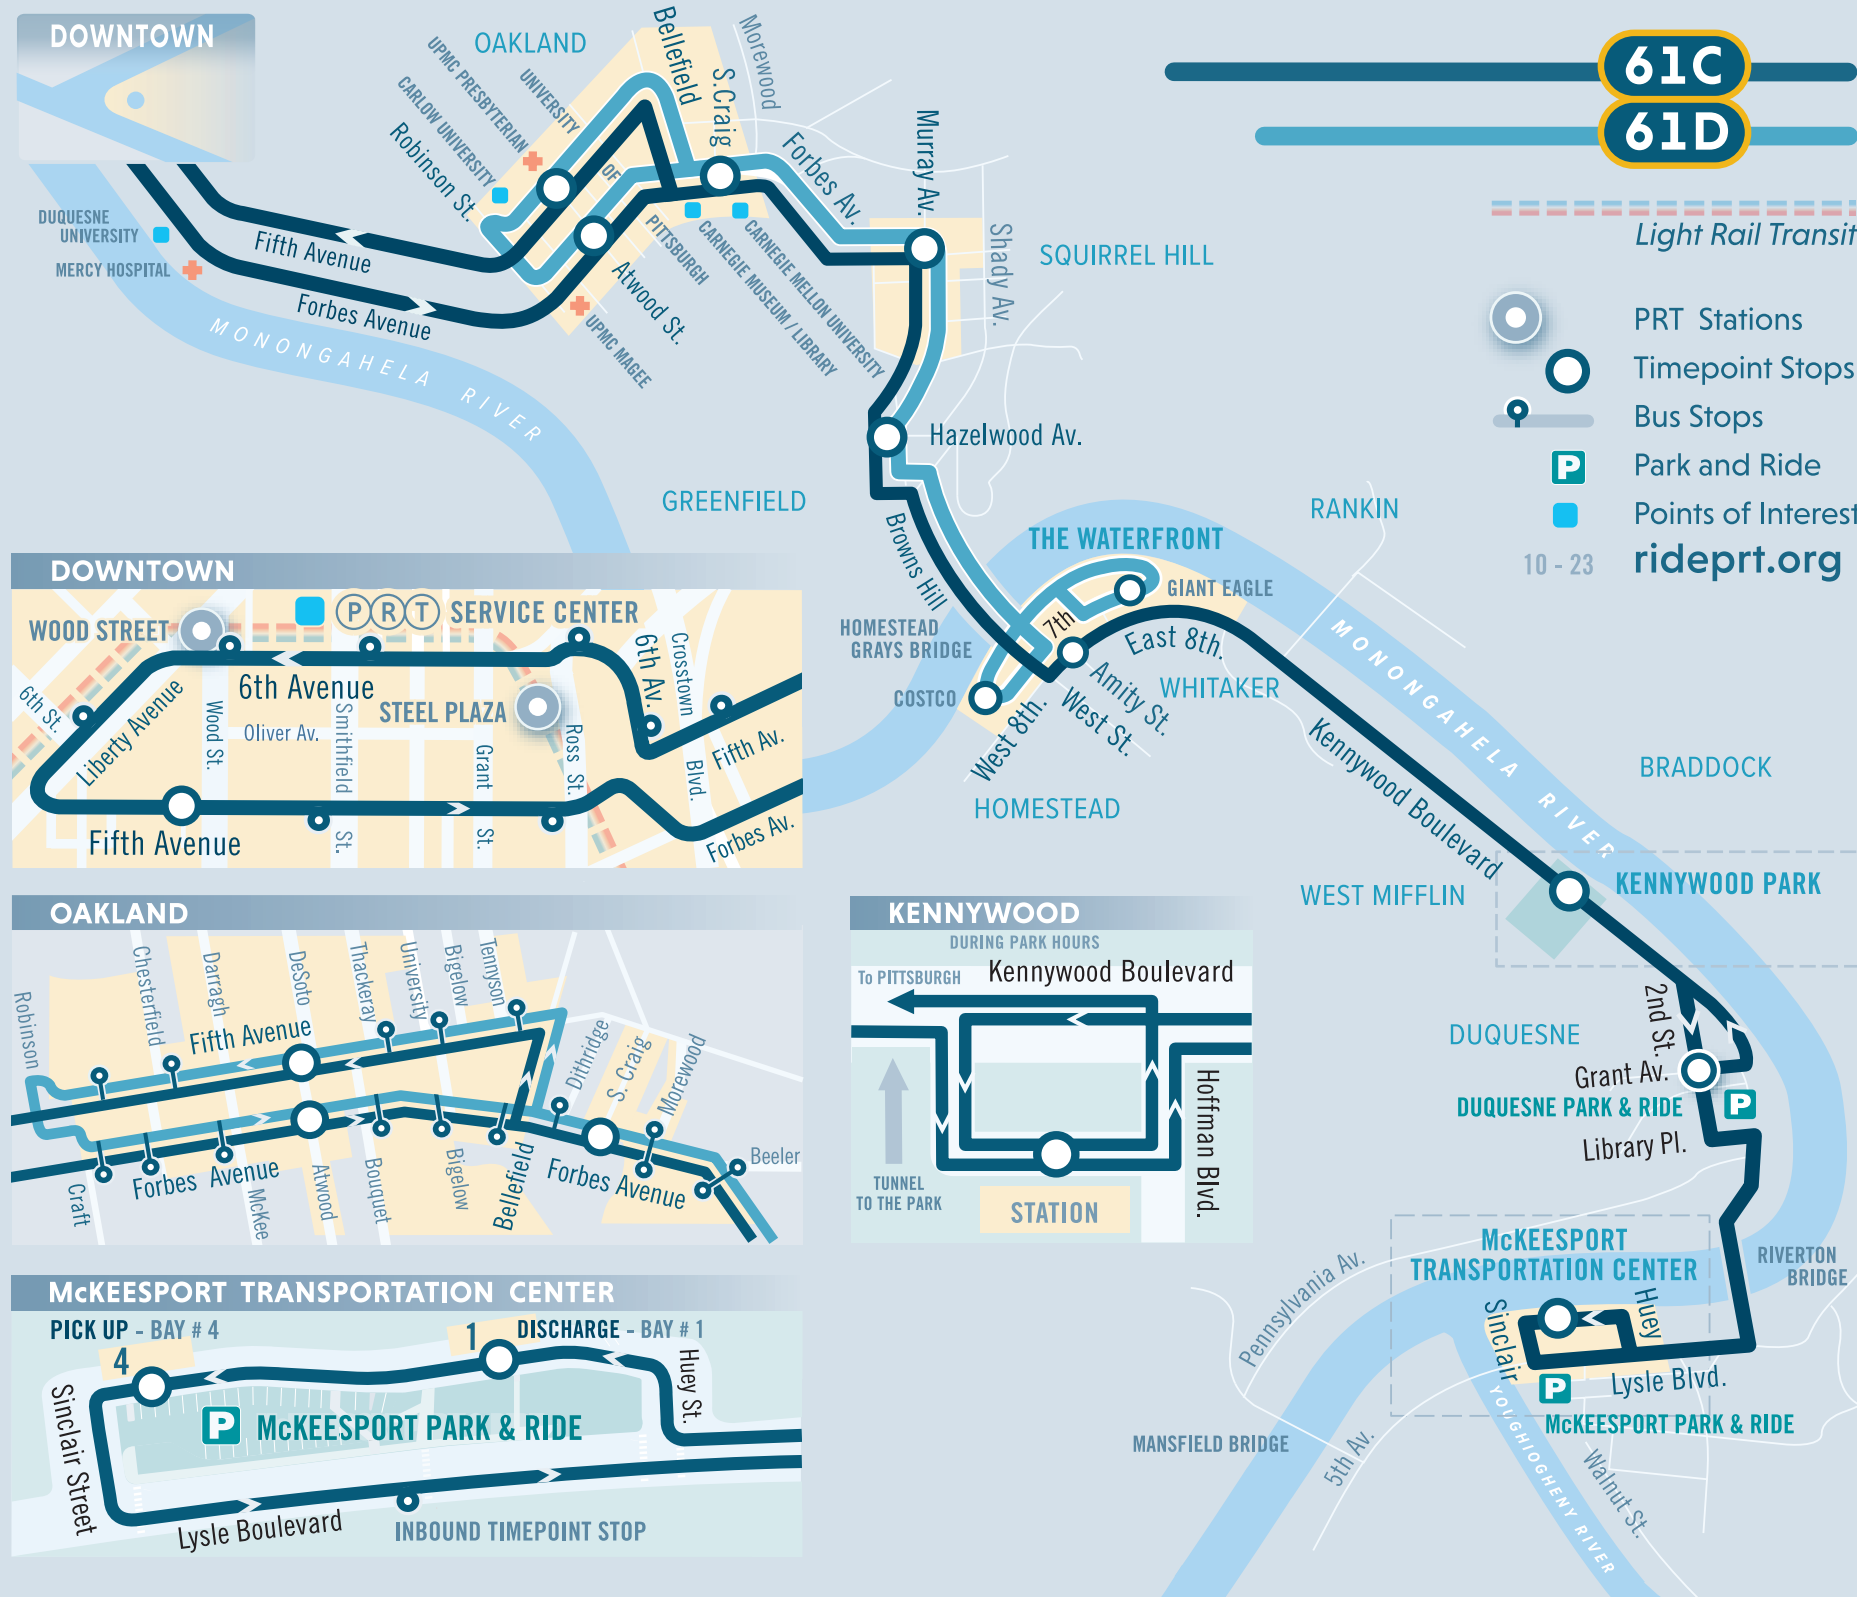 DOWNTOWN
OAKLAND
Bellefield
Morewood
S.Craig
UPMC PRESBYTERIAN
UNIVERSITY
CARLOW UNIVERSITY
OF
PITTSBURGH
Robinson St.
Forbes Av.
Murray Av.
61C
61D
Light Rail Transit
PRT Stations
Timepoint Stops
Bus Stops
P
Park and Ride
Points of Interest
10 - 23
rideprt.org
DUQUESNE
UNIVERSITY
MERCY HOSPITAL
Fifth Avenue
Forbes Avenue
Atwood St.
UPMC MAGEE
CARNEGIE MUSEUM / LIBRARY
CARNEGIE MELLON UNIVERSITY
Shady Av.
SQUIRREL HILL
MONONGAHELA RIVER
Hazelwood Av.
GREENFIELD
Browns Hill
THE WATERFRONT
GIANT EAGLE
RANKIN
HOMESTEAD
GRAYS BRIDGE
7th
East 8th.
COSTCO
Amity St.
WHITAKER
West St.
West 8th.
HOMESTEAD
MONONGAHELA RIVER
Kennywood Boulevard
BRADDOCK
WEST MIFFLIN
KENNYWOOD PARK
2nd St.
DUQUESNE
Grant Av.
DUQUESNE PARK & RIDE
P
Library Pl.
McKEESPORT
TRANSPORTATION CENTER
RIVERTON
BRIDGE
Pennsylvania Av.
Sinclair
Huey
Lysle Blvd.
P
McKEESPORT PARK & RIDE
MANSFIELD BRIDGE
5th Av.
YOUGHIOGHENY RIVER
Walnut St.
DOWNTOWN
WOOD STREET
PRT SERVICE CENTER
6th Av.
Crosstown
Blvd.
6th St.
Liberty Avenue
6th Avenue
Wood St.
Oliver Av.
Smithfield
St.
STEEL PLAZA
Grant
St.
Ross St.
Fifth Av.
Fifth Avenue
Forbes Av.
OAKLAND
Robinson
Chesterfield
Darragh
DeSoto
Thackeray
University
Bigelow
Tennyson
Fifth Avenue
Dithridge
S. Craig
Morewood
Beeler
Craft
Forbes Avenue
McKee
Atwood
Bouquet
Bigelow
Bellefield
Forbes Avenue
KENNYWOOD
DURING PARK HOURS
To PITTSBURGH
Kennywood Boulevard
TUNNEL
TO THE PARK
STATION
Hoffman Blvd.
McKEESPORT TRANSPORTATION CENTER
PICK UP - BAY # 4
4
1
DISCHARGE - BAY # 1
Huey St.
Sinclair Street
P
McKEESPORT PARK & RIDE
Lysle Boulevard
INBOUND TIMEPOINT STOP